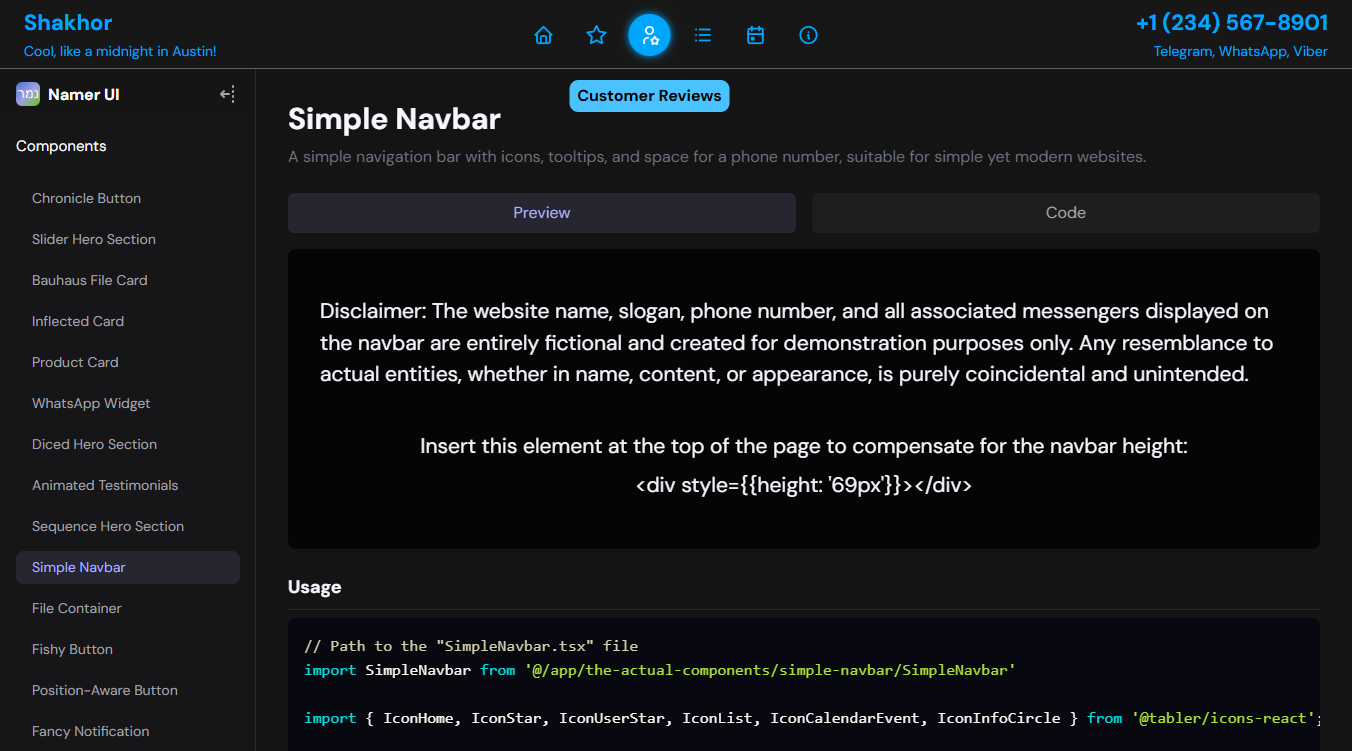 Shakhor
Cool, like a midnight in Austin!
+1 (234) 567-8901
Telegram, WhatsApp, Viber
נמר
Namer UI
Customer Reviews
Components
Chronicle Button
Slider Hero Section
Bauhaus File Card
Inflected Card
Product Card
WhatsApp Widget
Diced Hero Section
Animated Testimonials
Sequence Hero Section
Simple Navbar
File Container
Fishy Button
Position-Aware Button
Fancy Notification
Simple Navbar
A simple navigation bar with icons, tooltips, and space for a phone number, suitable for simple yet modern websites.
Preview
Code
Disclaimer: The website name, slogan, phone number, and all associated messengers displayed on
the navbar are entirely fictional and created for demonstration purposes only. Any resemblance to
actual entities, whether in name, content, or appearance, is purely coincidental and unintended.
Insert this element at the top of the page to compensate for the navbar height:
<div style={{height: '69px'}}></div>
Usage
// Path to the "SimpleNavbar.tsx" file
import SimpleNavbar from '@/app/the-actual-components/simple-navbar/SimpleNavbar'
import { IconHome, IconStar, IconUserStar, IconList, IconCalendarEvent, IconInfoCircle } from '@tabler/icons-react';